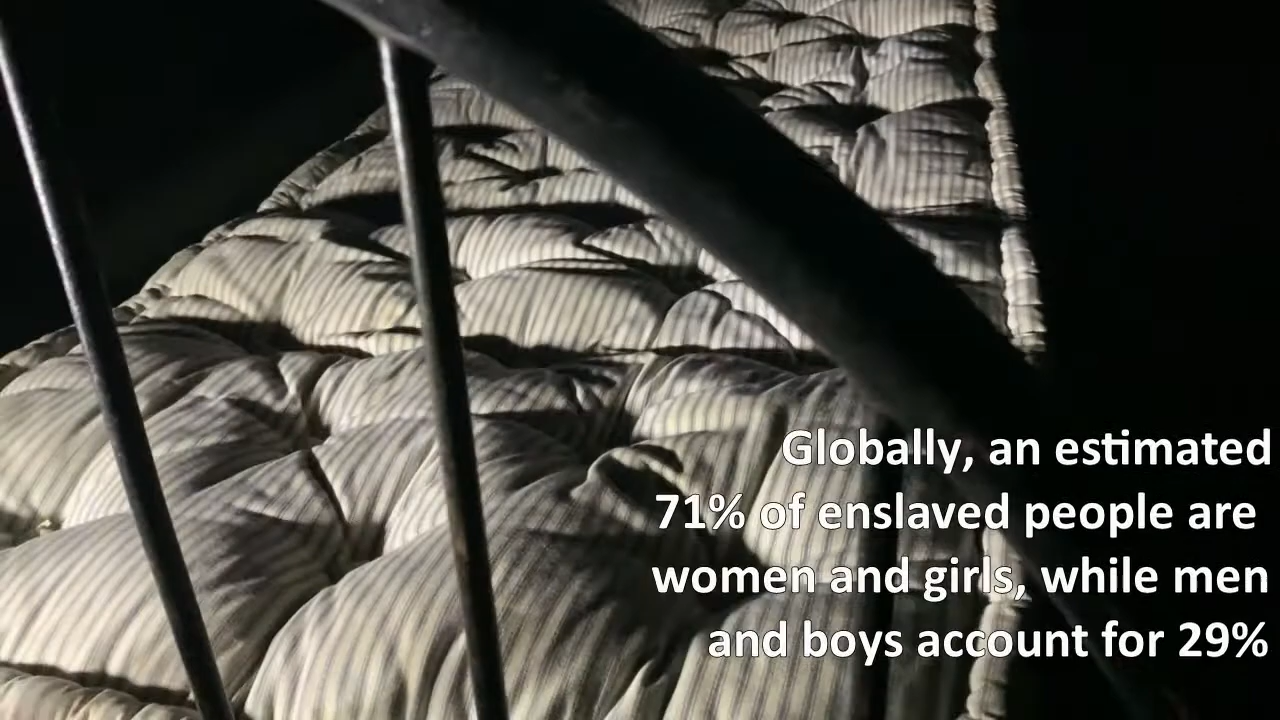 Globally, an estimated
71% of enslaved people are
women and girls, while men
and boys account for 29%